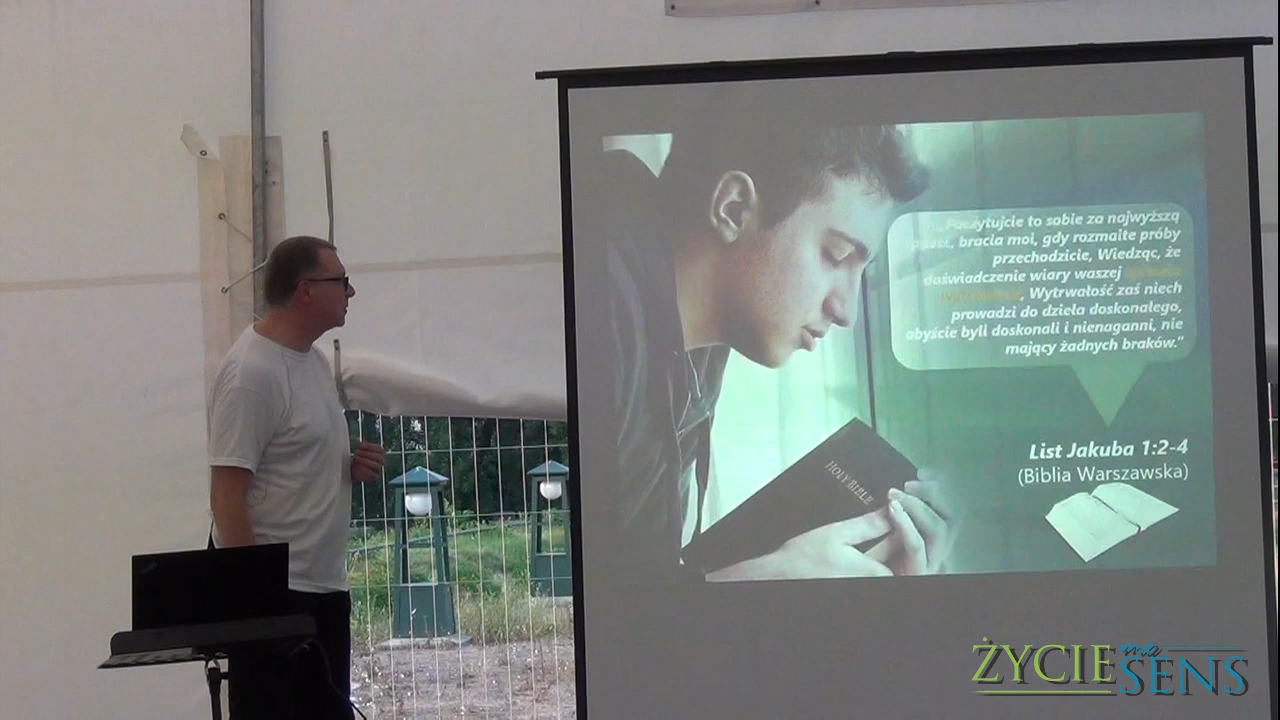 „Poczytujcie to sobie za najwyższą
radość, bracia moi, gdy rozmaite próby
przechodzicie, Wiedząc, że
doświadczenie wiary waszej
, Wytrwałość zaś niech
prowadzi do dzieła doskonałego,
abyście byli doskonali i nienaganni, nie
mający żadnych braków.”
List Jakuba 1:2-4
(Biblia Warszawska)
HOLY BIBLE
ŻYCIE ma SENS